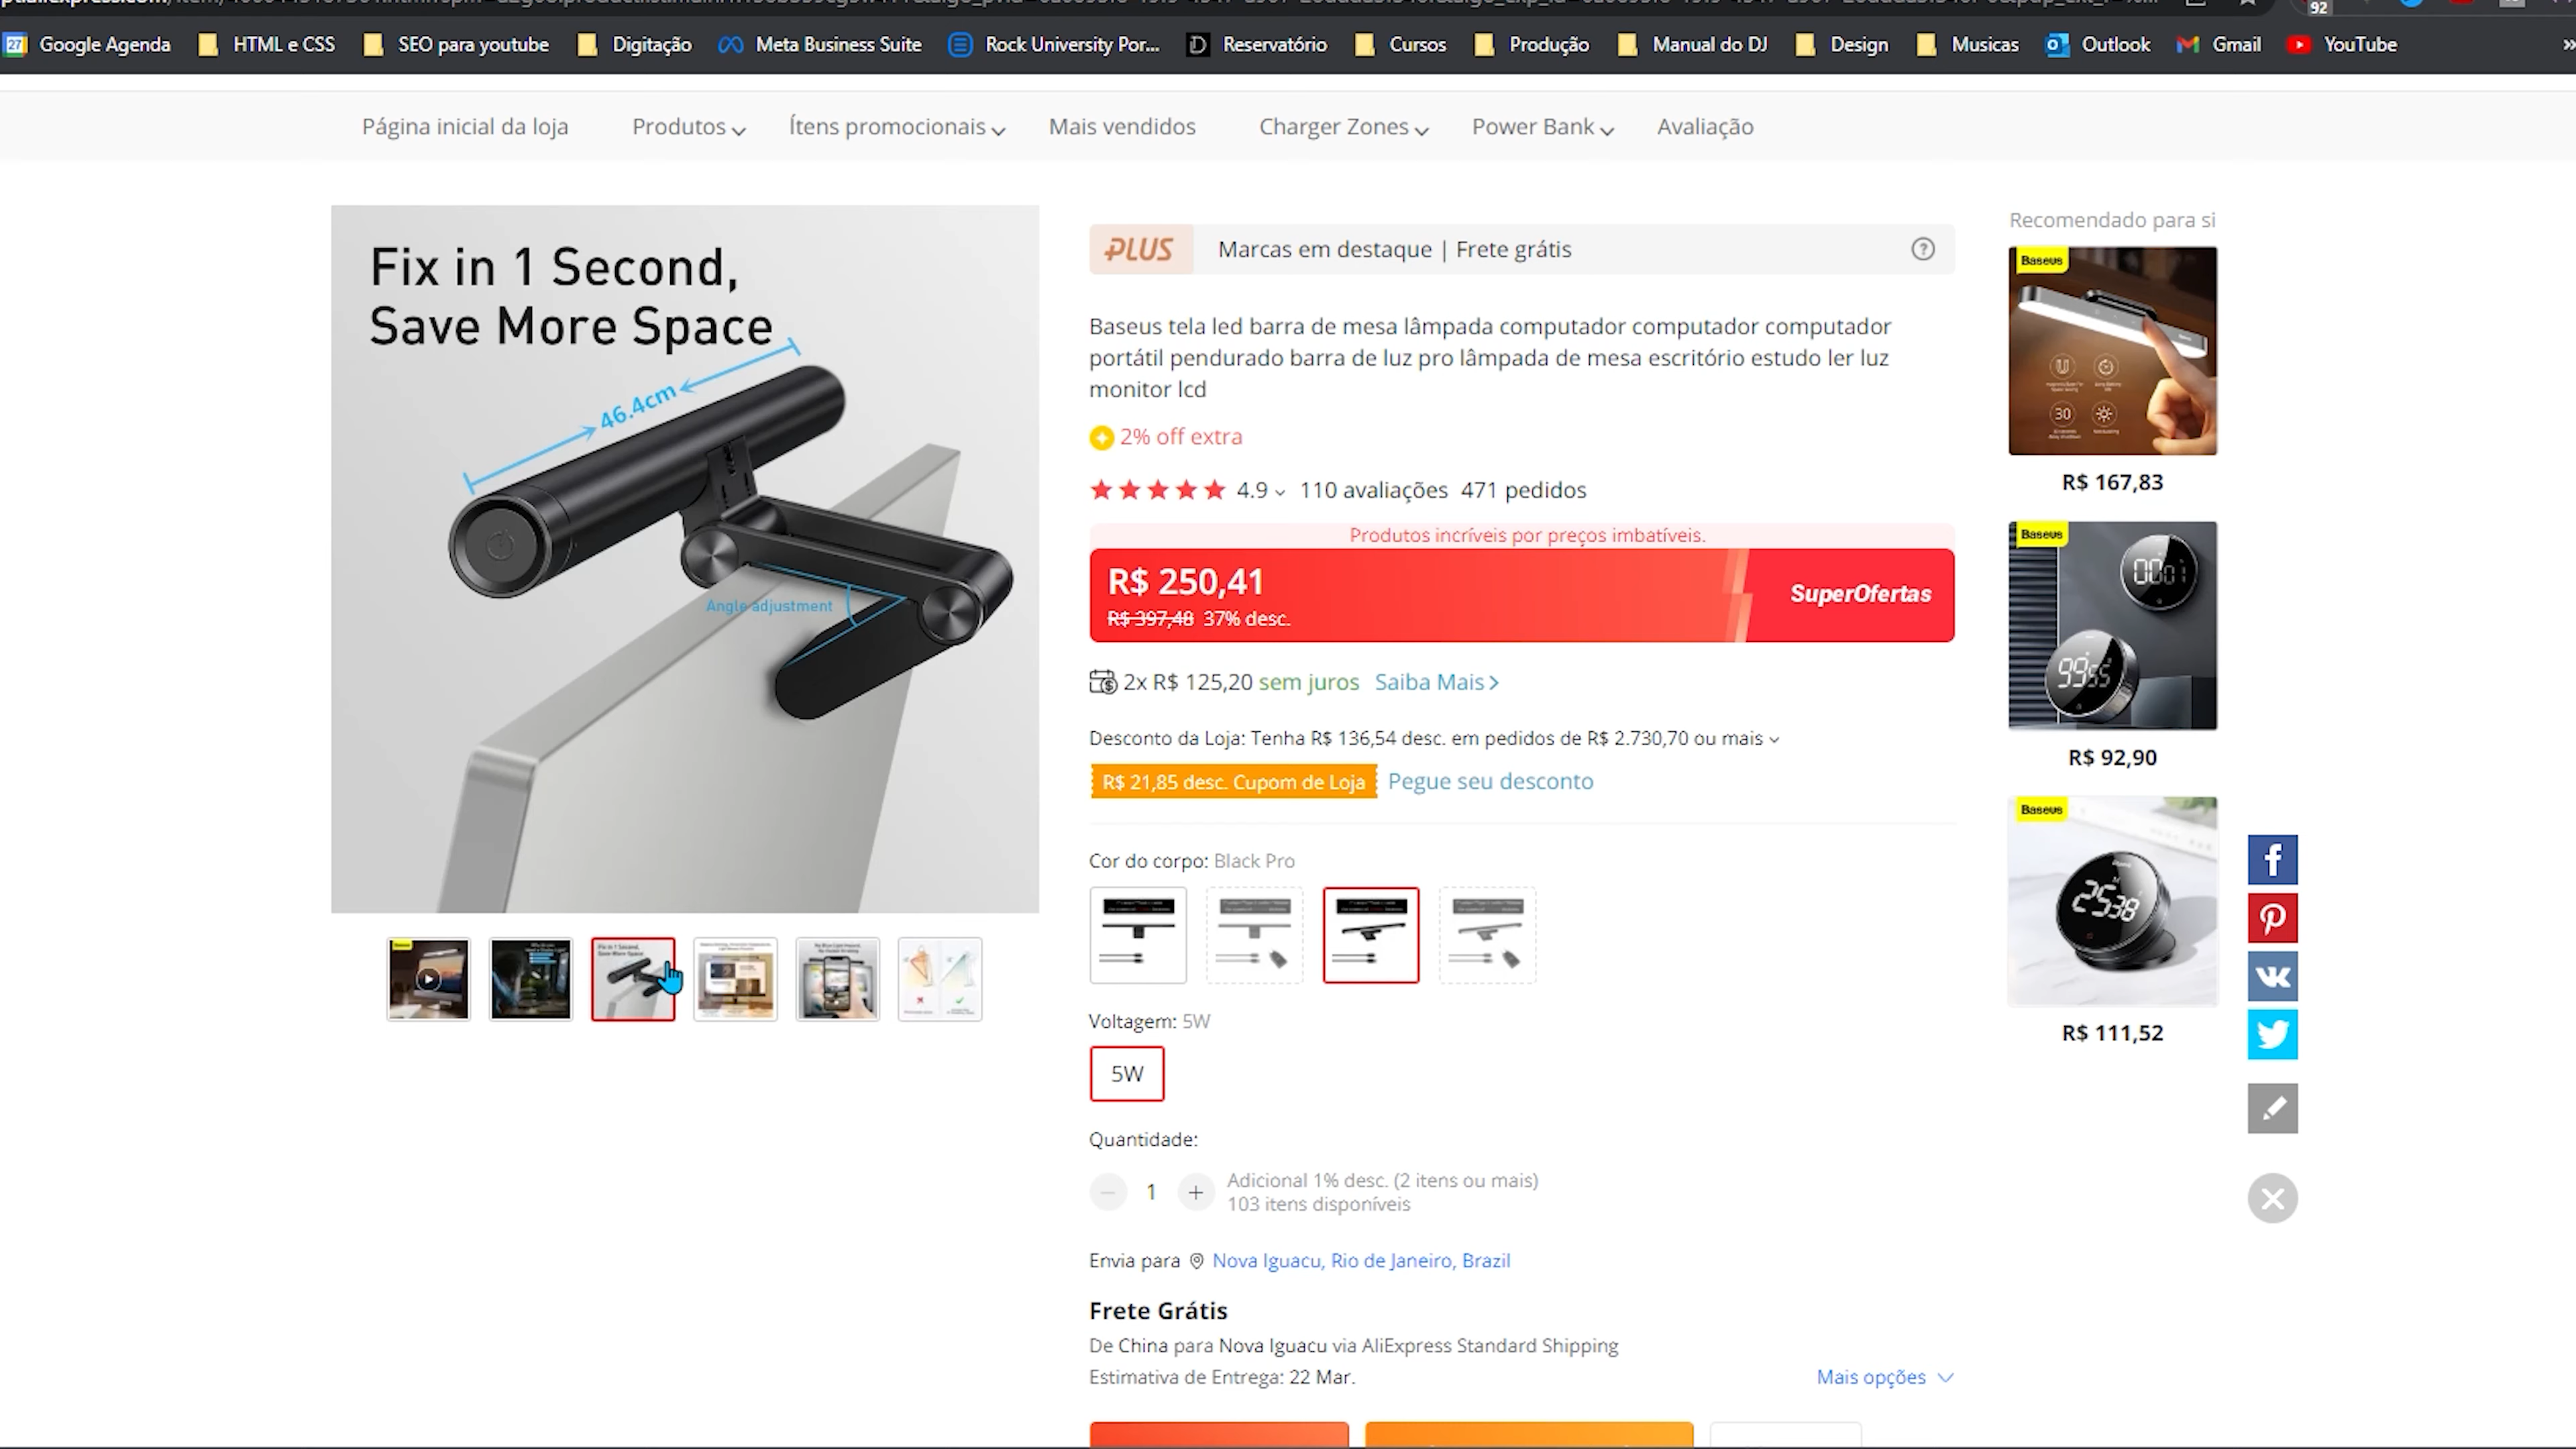 27 Google Agenda HTML e CSS SEO para youtube Digitação Meta Business Suite Rock University Por... Reservatório Cursos Produção Manual do DJ Design Musicas Outlook Gmail YouTube »
92
Página inicial da loja Produtos Ítens promocionais Mais vendidos Charger Zones Power Bank Avaliação
Fix in 1 Second,
Save More Space
46.4cm
Angle adjustment
PLUS Marcas em destaque | Frete grátis ?
Baseus tela led barra de mesa lâmpada computador computador computador
portátil pendurado barra de luz pro lâmpada de mesa escritório estudo ler luz
monitor lcd
2% off extra
4.9 110 avaliações 471 pedidos
Produtos incríveis por preços imbatíveis.
R$ 250,41
R$ 397,48 37% desc.
SuperOfertas
2x R$ 125,20 sem juros Saiba Mais
Desconto da Loja: Tenha R$ 136,54 desc. em pedidos de R$ 2.730,70 ou mais
R$ 21,85 desc. Cupom de Loja Pegue seu desconto
Cor do corpo: Black Pro
Voltagem: 5W
5W
Quantidade:
1
Adicional 1% desc. (2 itens ou mais)
103 itens disponíveis
Envia para Nova Iguacu, Rio de Janeiro, Brazil
Frete Grátis
De China para Nova Iguacu via AliExpress Standard Shipping
Estimativa de Entrega: 22 Mar.
Mais opções
Recomendado para si
Baseus
30
R$ 167,83
Baseus
0001
9955
R$ 92,90
Baseus
2538
R$ 111,52